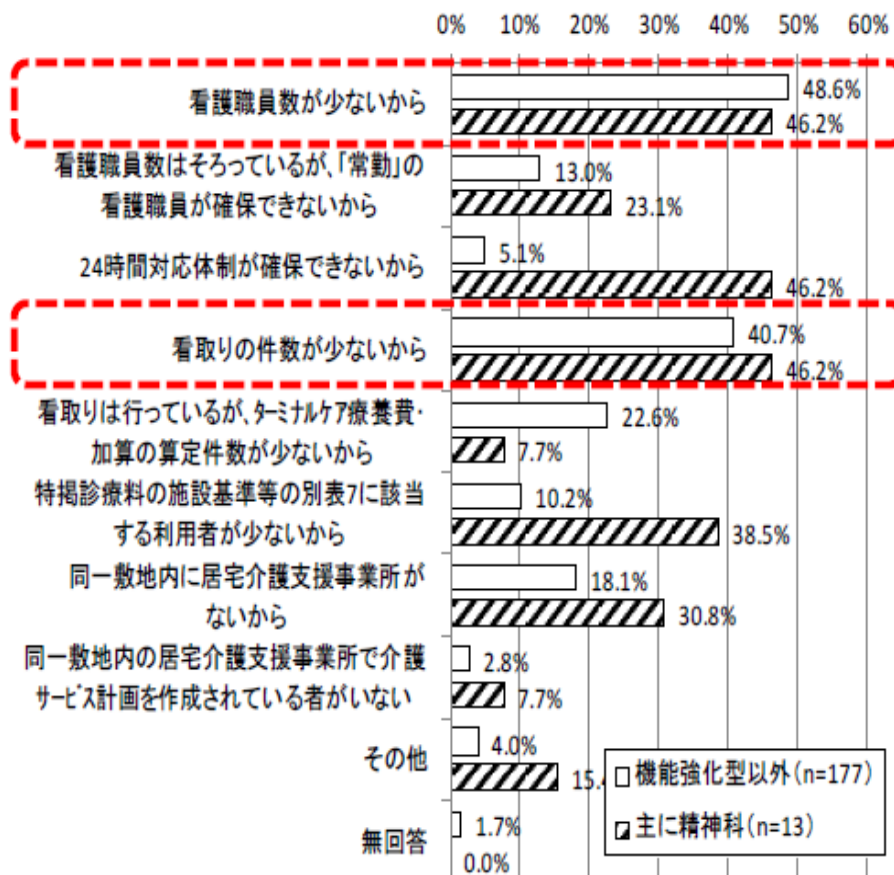 0% 10% 20% 30% 40% 50% 60%
看護職員数が少ないから
48.6%
46.2%
看護職員数はそろっているが、「常勤」の
看護職員が確保できないから
13.0%
23.1%
24時間対応体制が確保できないから
5.1%
46.2%
看取りの件数が少ないから
40.7%
46.2%
看取りは行っているが、ターミナルケア療養費・
加算の算定件数が少ないから
22.6%
7.7%
特掲診療料の施設基準等の別表7に該当
する利用者が少ないから
10.2%
38.5%
同一敷地内に居宅介護支援事業所が
ないから
18.1%
30.8%
同一敷地内の居宅介護支援事業所で介護
サービス計画を作成されている者がいない
2.8%
7.7%
その他
4.0%
無回答
1.7%
0.0%
機能強化型以外(n=177)
主に精神科(n=13)